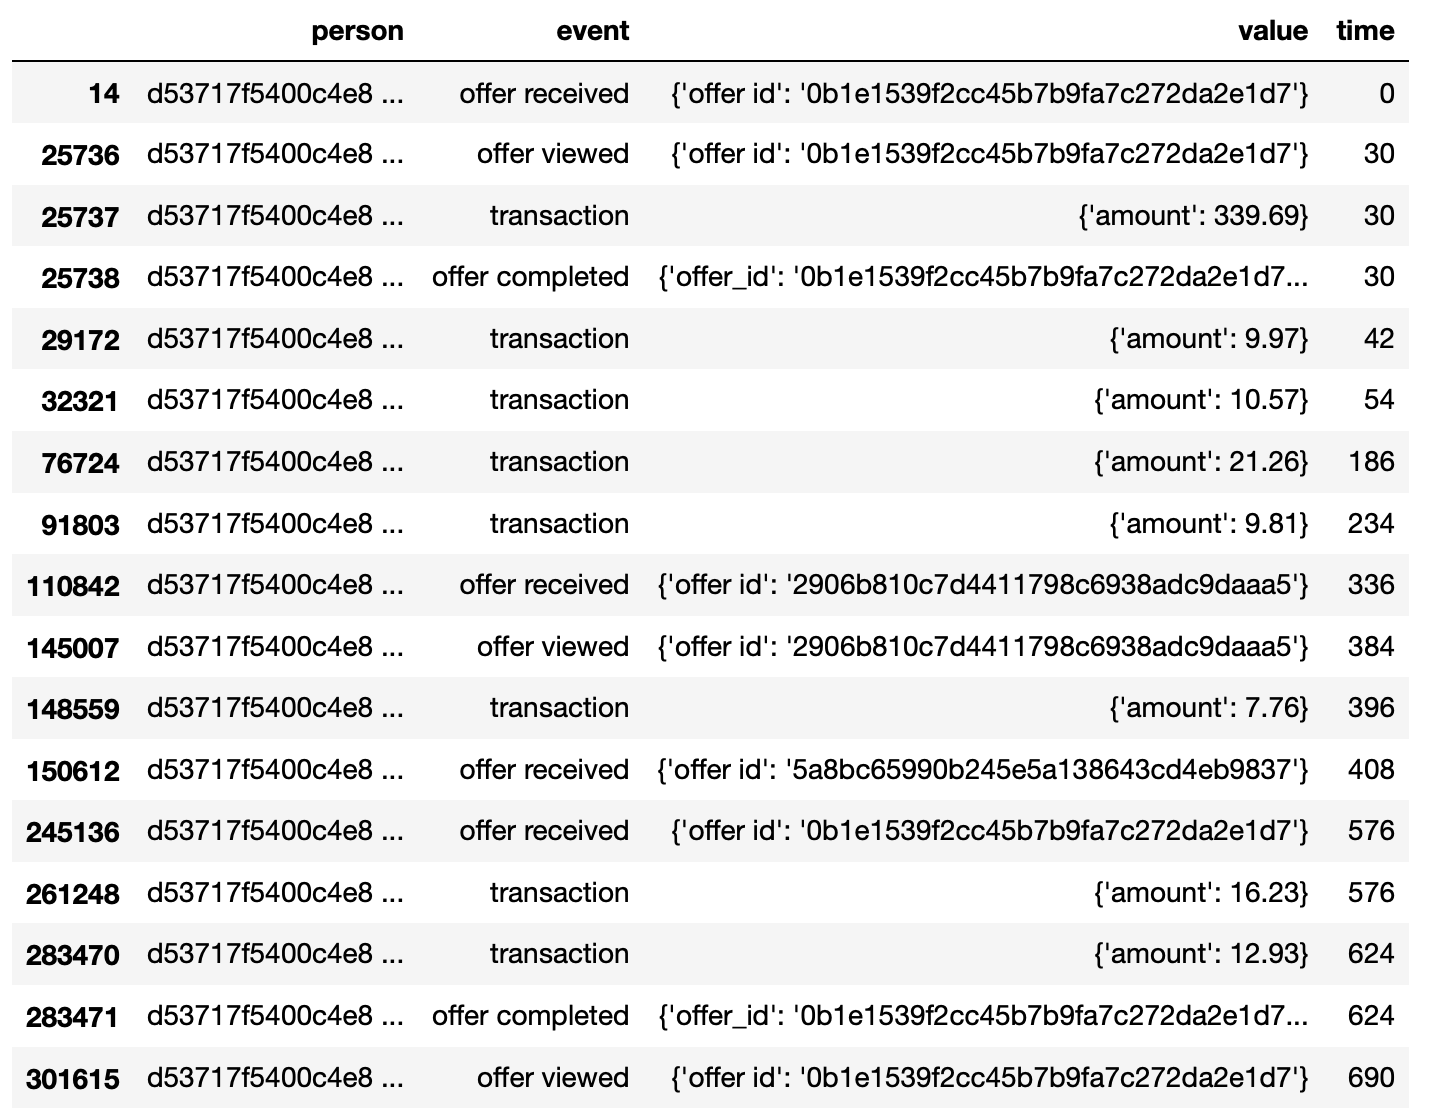 person event value time
14 d53717f5400c4e8 ... offer received {'offer id': '0b1e1539f2cc45b7b9fa7c272da2e1d7'} 0
25736 d53717f5400c4e8 ... offer viewed {'offer id': '0b1e1539f2cc45b7b9fa7c272da2e1d7'} 30
25737 d53717f5400c4e8 ... transaction {'amount': 339.69} 30
25738 d53717f5400c4e8 ... offer completed {'offer_id': '0b1e1539f2cc45b7b9fa7c272da2e1d7... 30
29172 d53717f5400c4e8 ... transaction {'amount': 9.97} 42
32321 d53717f5400c4e8 ... transaction {'amount': 10.57} 54
76724 d53717f5400c4e8 ... transaction {'amount': 21.26} 186
91803 d53717f5400c4e8 ... transaction {'amount': 9.81} 234
110842 d53717f5400c4e8 ... offer received {'offer id': '2906b810c7d4411798c6938adc9daaa5'} 336
145007 d53717f5400c4e8 ... offer viewed {'offer id': '2906b810c7d4411798c6938adc9daaa5'} 384
148559 d53717f5400c4e8 ... transaction {'amount': 7.76} 396
150612 d53717f5400c4e8 ... offer received {'offer id': '5a8bc65990b245e5a138643cd4eb9837'} 408
245136 d53717f5400c4e8 ... offer received {'offer id': '0b1e1539f2cc45b7b9fa7c272da2e1d7'} 576
261248 d53717f5400c4e8 ... transaction {'amount': 16.23} 576
283470 d53717f5400c4e8 ... transaction {'amount': 12.93} 624
283471 d53717f5400c4e8 ... offer completed {'offer_id': '0b1e1539f2cc45b7b9fa7c272da2e1d7... 624
301615 d53717f5400c4e8 ... offer viewed {'offer id': '0b1e1539f2cc45b7b9fa7c272da2e1d7'} 690